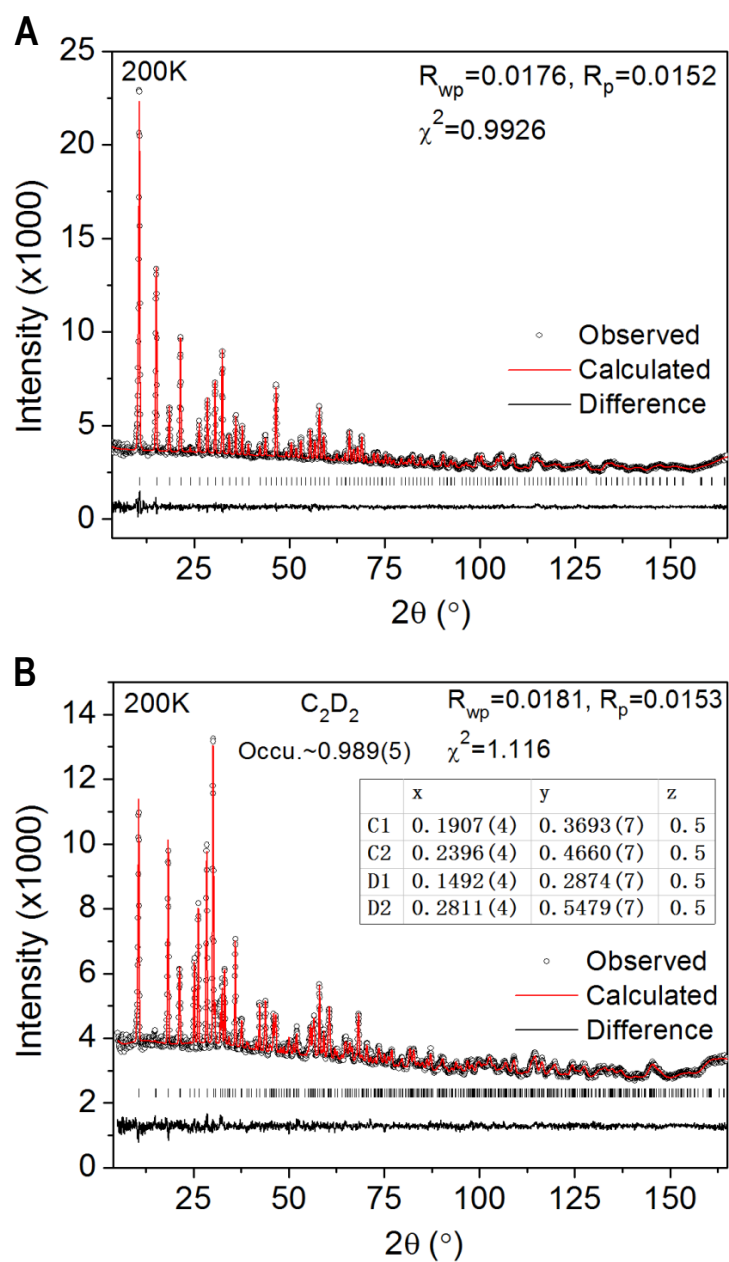 A
200K
R_wp=0.0176, R_p=0.0152
χ²=0.9926
25
20
15
10
5
0
Intensity (x1000)
Observed
Calculated
Difference
25 50 75 100 125 150
2θ (°)
B
200K C₂D₂ R_wp=0.0181, R_p=0.0153
Occu.~0.989(5) χ²=1.116
x y z
C1 0.1907(4) 0.3693(7) 0.5
C2 0.2396(4) 0.4660(7) 0.5
D1 0.1492(4) 0.2874(7) 0.5
D2 0.2811(4) 0.5479(7) 0.5
14
12
10
8
6
4
2
0
Intensity (x1000)
Observed
Calculated
Difference
25 50 75 100 125 150
2θ (°)